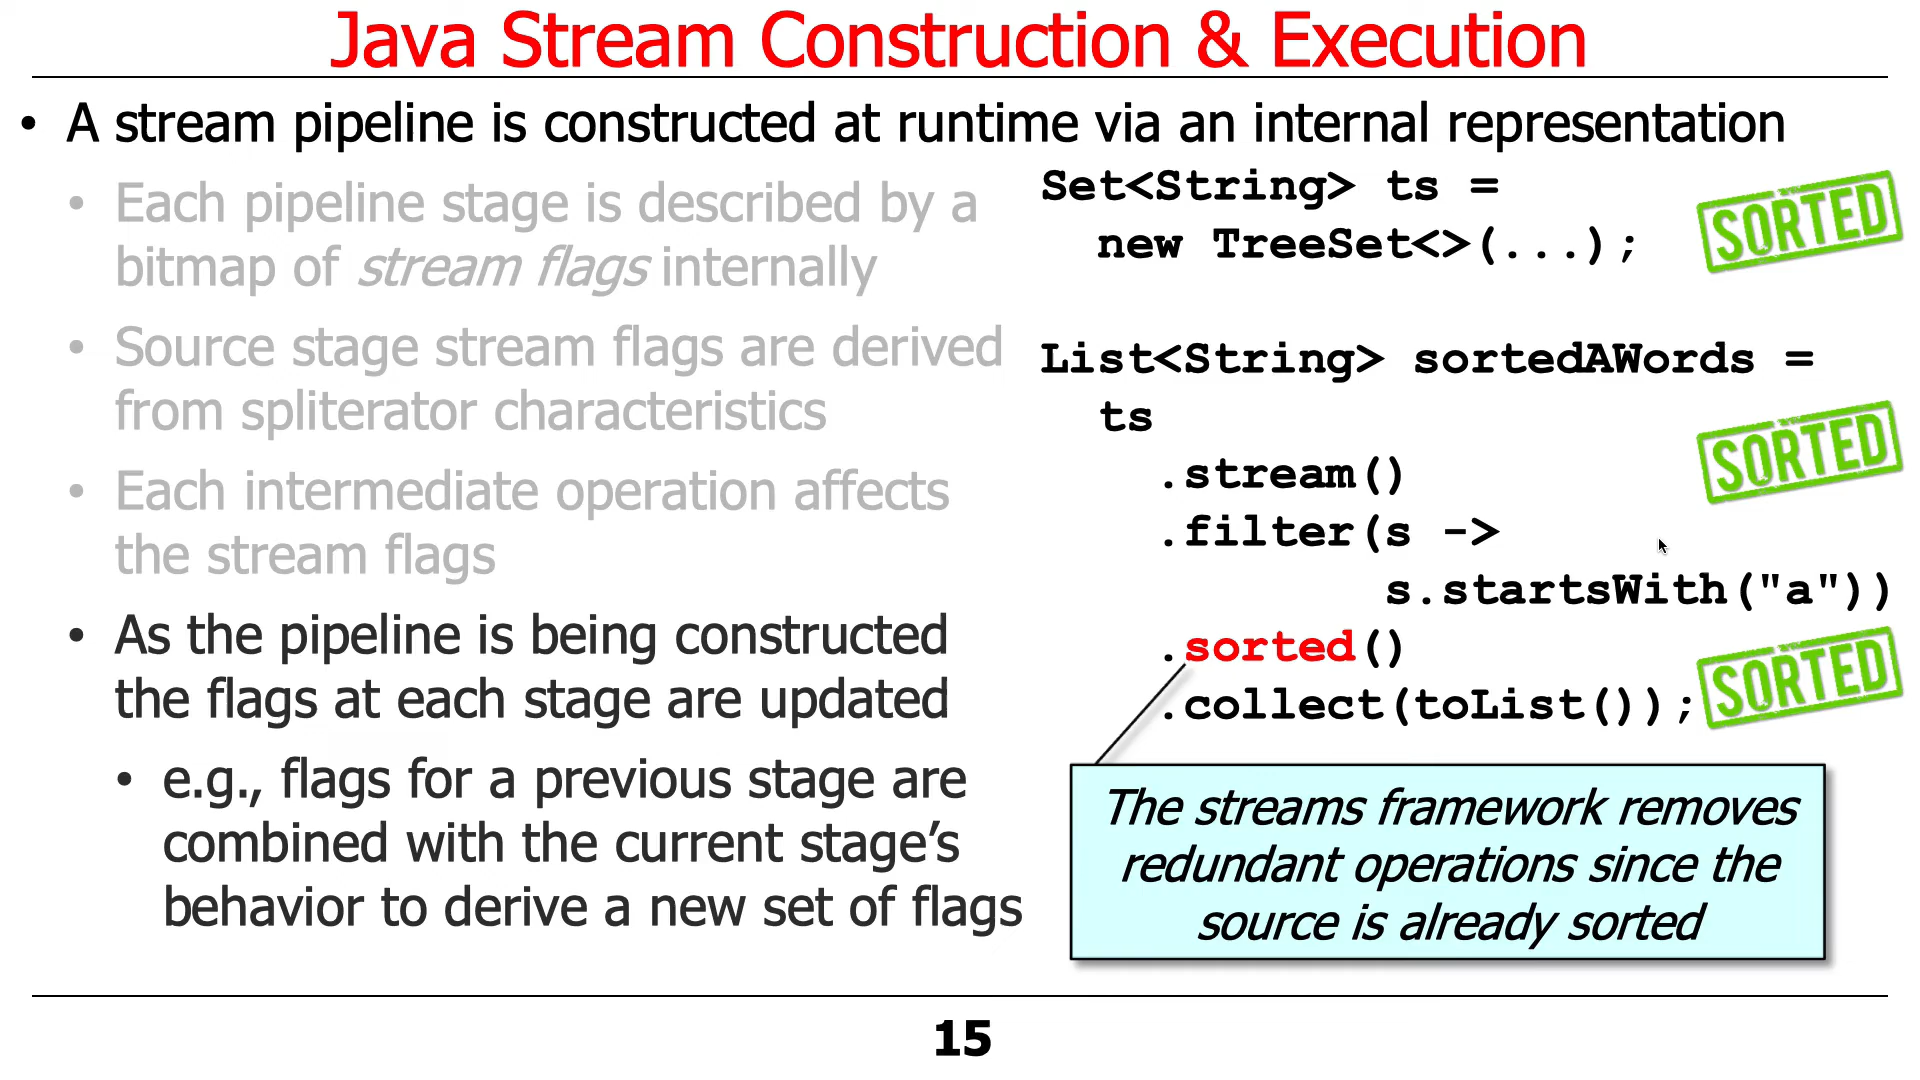 Java Stream Construction & Execution
• A stream pipeline is constructed at runtime via an internal representation
• Each pipeline stage is described by a
bitmap of stream flags internally
• Source stage stream flags are derived
from spliterator characteristics
• Each intermediate operation affects
the stream flags
• As the pipeline is being constructed
the flags at each stage are updated
• e.g., flags for a previous stage are
combined with the current stage’s
behavior to derive a new set of flags
Set<String> ts =
new TreeSet<>(...);
SORTED
List<String> sortedAWords =
ts
.stream()
SORTED
.filter(s ->
s.startsWith("a"))
.sorted()
.collect(toList());
SORTED
The streams framework removes
redundant operations since the
source is already sorted
15